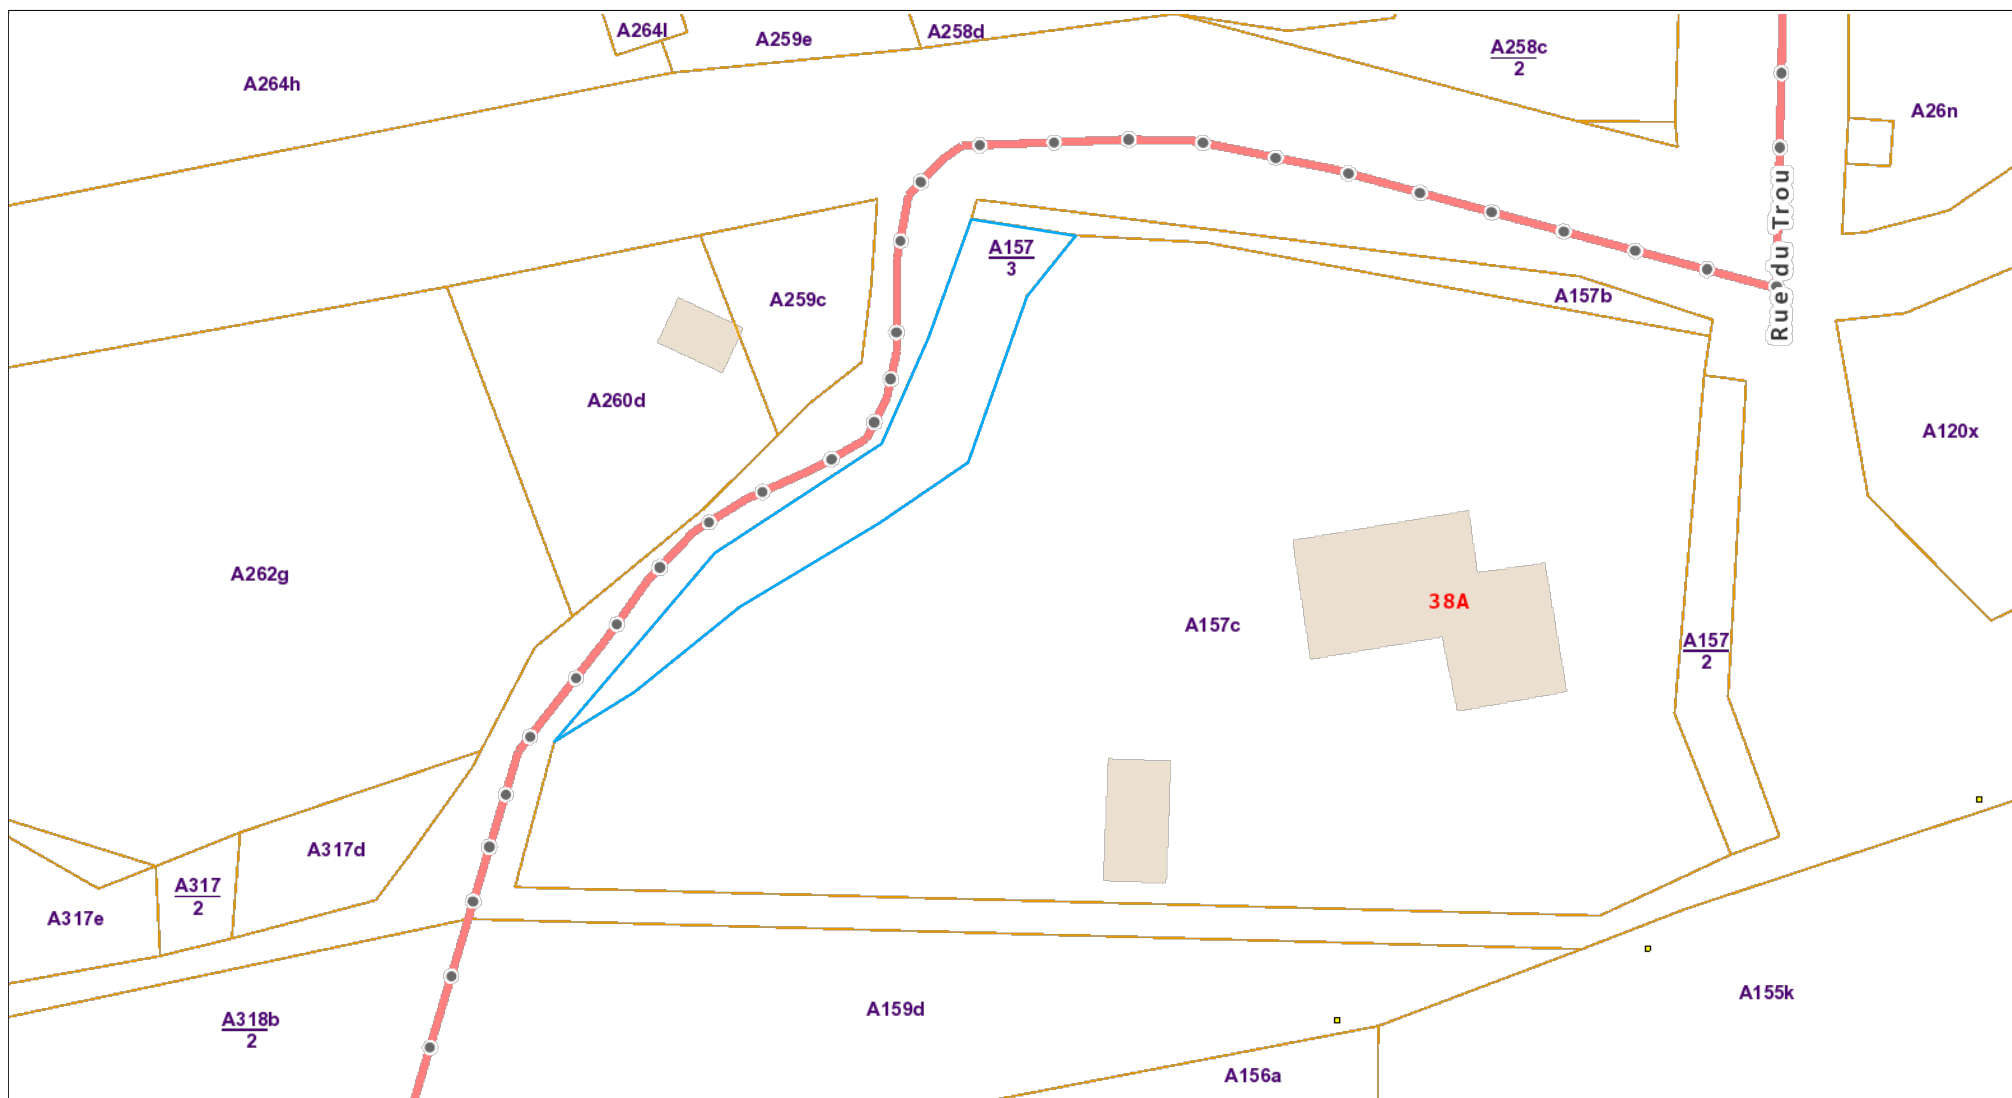 A264l
A259e
A258d
A258c
2
A264h
A26n
Rue du Trou
A157
3
A259c
A157b
A260d
A120x
A262g
38A
A157c
A157
2
A317d
A317
2
A317e
A155k
A159d
A318b
2
A156a